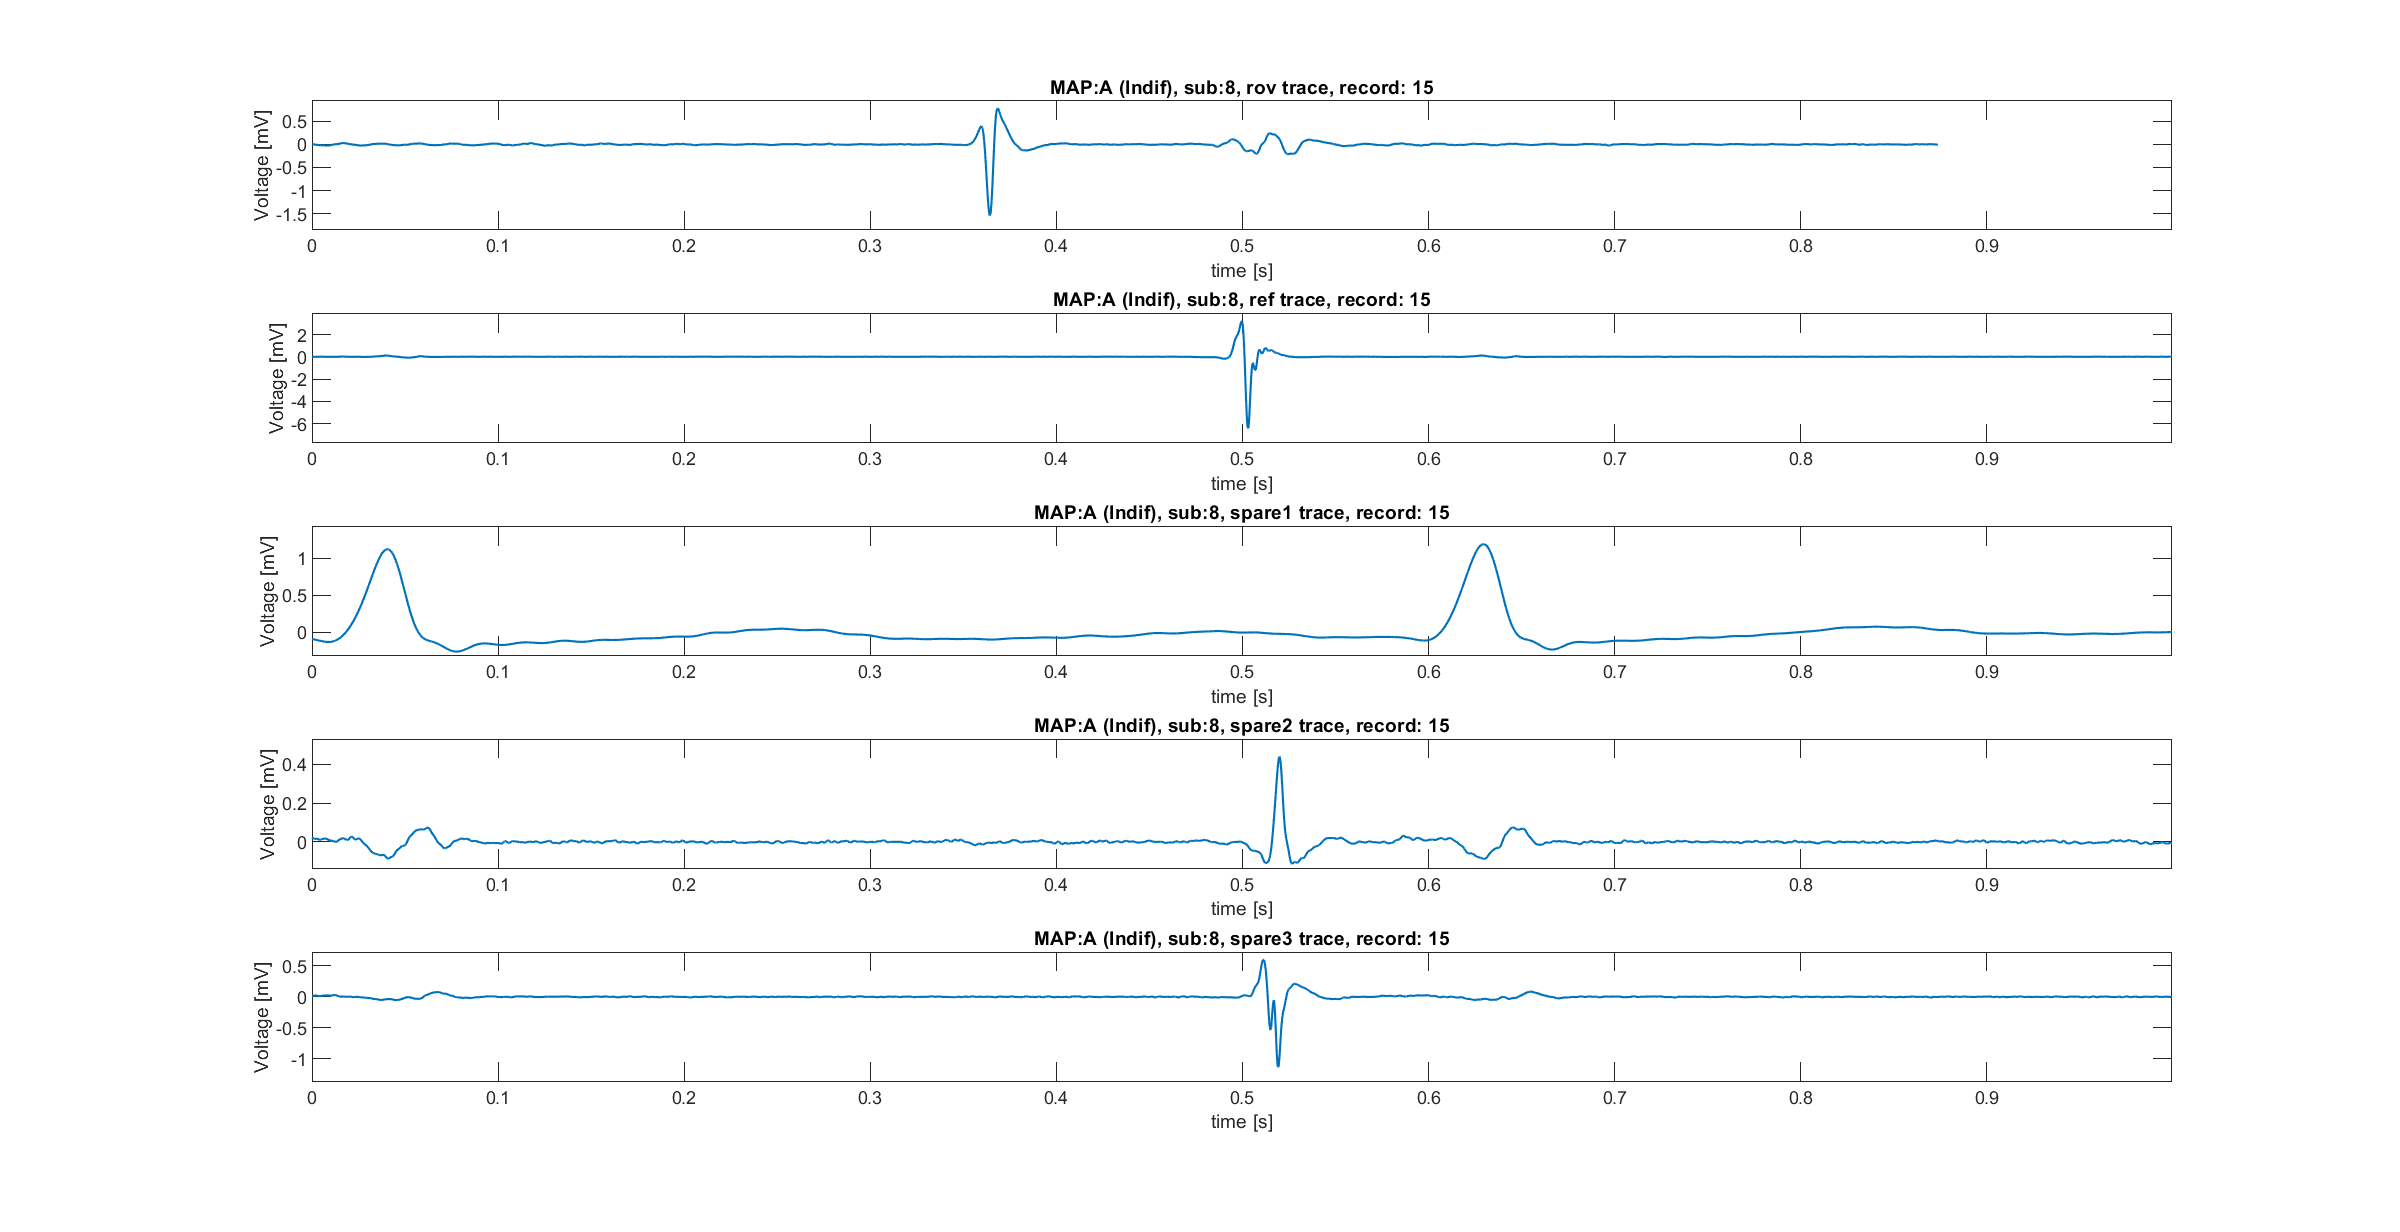 MAP:A (Indif), sub:8, rov trace, record: 15
Voltage [mV]
0.5
0
-0.5
-1
-1.5
0 0.1 0.2 0.3 0.4 0.5 0.6 0.7 0.8 0.9
time [s]
MAP:A (Indif), sub:8, ref trace, record: 15
Voltage [mV]
2
0
-2
-4
-6
0 0.1 0.2 0.3 0.4 0.5 0.6 0.7 0.8 0.9
time [s]
MAP:A (Indif), sub:8, spare1 trace, record: 15
Voltage [mV]
1
0.5
0
0 0.1 0.2 0.3 0.4 0.5 0.6 0.7 0.8 0.9
time [s]
MAP:A (Indif), sub:8, spare2 trace, record: 15
Voltage [mV]
0.4
0.2
0
0 0.1 0.2 0.3 0.4 0.5 0.6 0.7 0.8 0.9
time [s]
MAP:A (Indif), sub:8, spare3 trace, record: 15
Voltage [mV]
0.5
0
-0.5
-1
0 0.1 0.2 0.3 0.4 0.5 0.6 0.7 0.8 0.9
time [s]